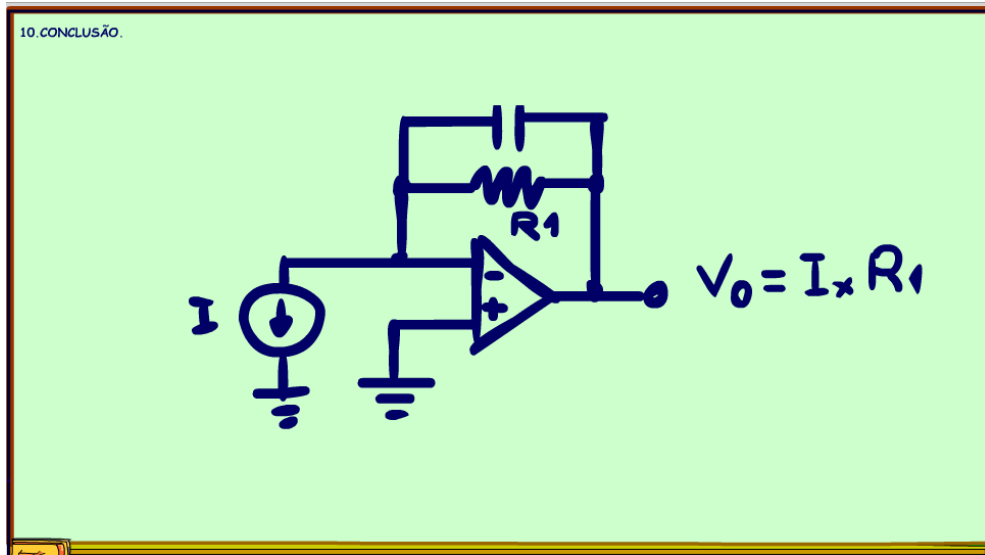 10.CONCLUSÃO.
R1
-
+
I
V0 = I x R1